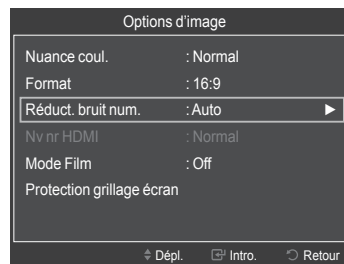 Options d'image
Nuance coul. : Normal
Format : 16:9
Réduct. bruit num. : Auto ►
Nv nr HDMI : Normal
Mode Film : Off
Protection grillage écran
Dépl. Intro. Retour